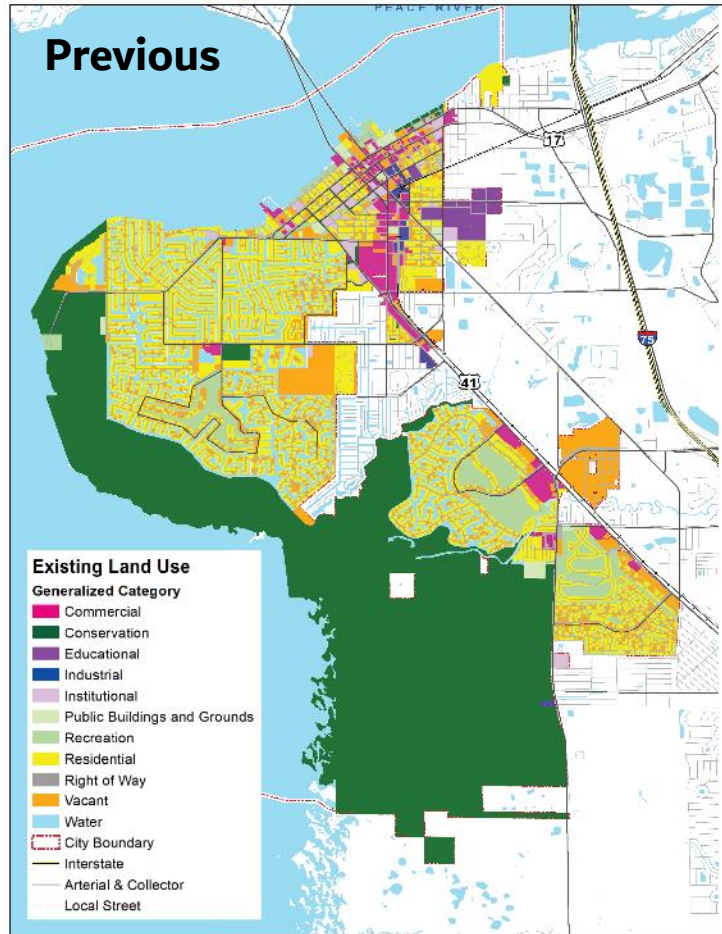 PEACE RIVER
Previous
17
75
41
Existing Land Use
Generalized Category
Commercial
Conservation
Educational
Industrial
Institutional
Public Buildings and Grounds
Recreation
Residential
Right of Way
Vacant
Water
City Boundary
Interstate
Arterial & Collector
Local Street